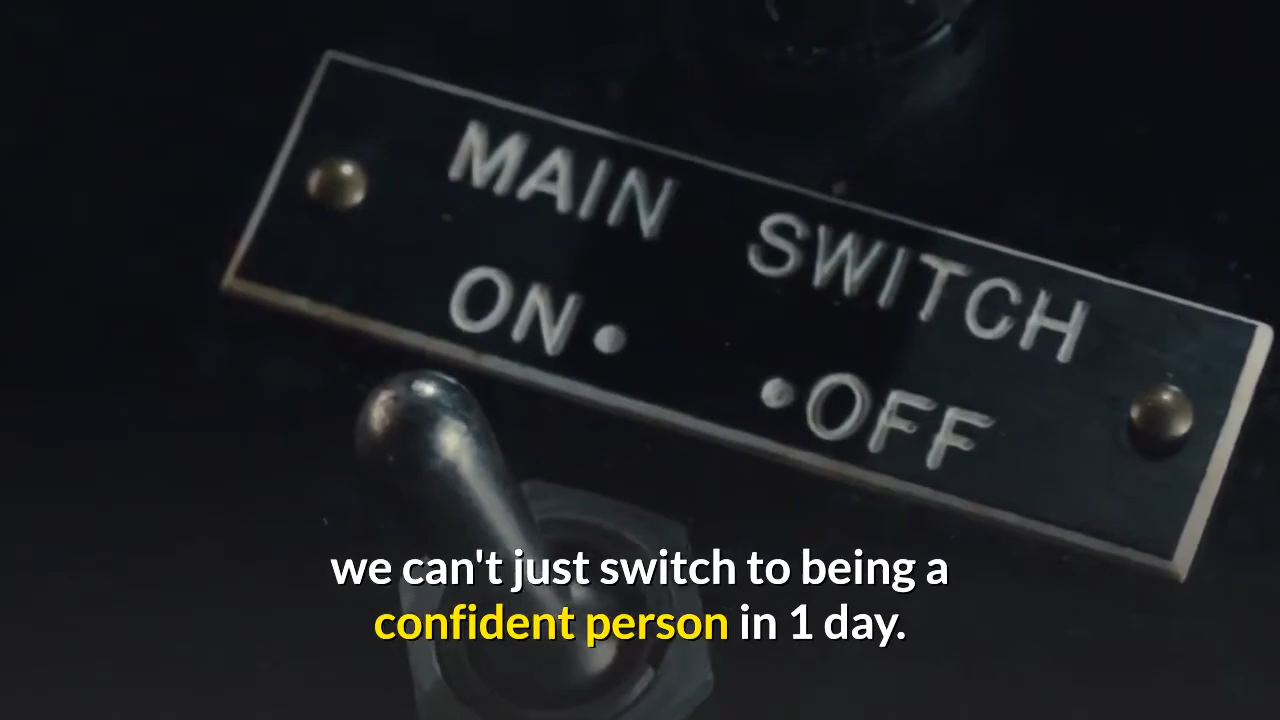 MAIN SWITCH
ON • • OFF
we can't just switch to being a
confident person in 1 day.